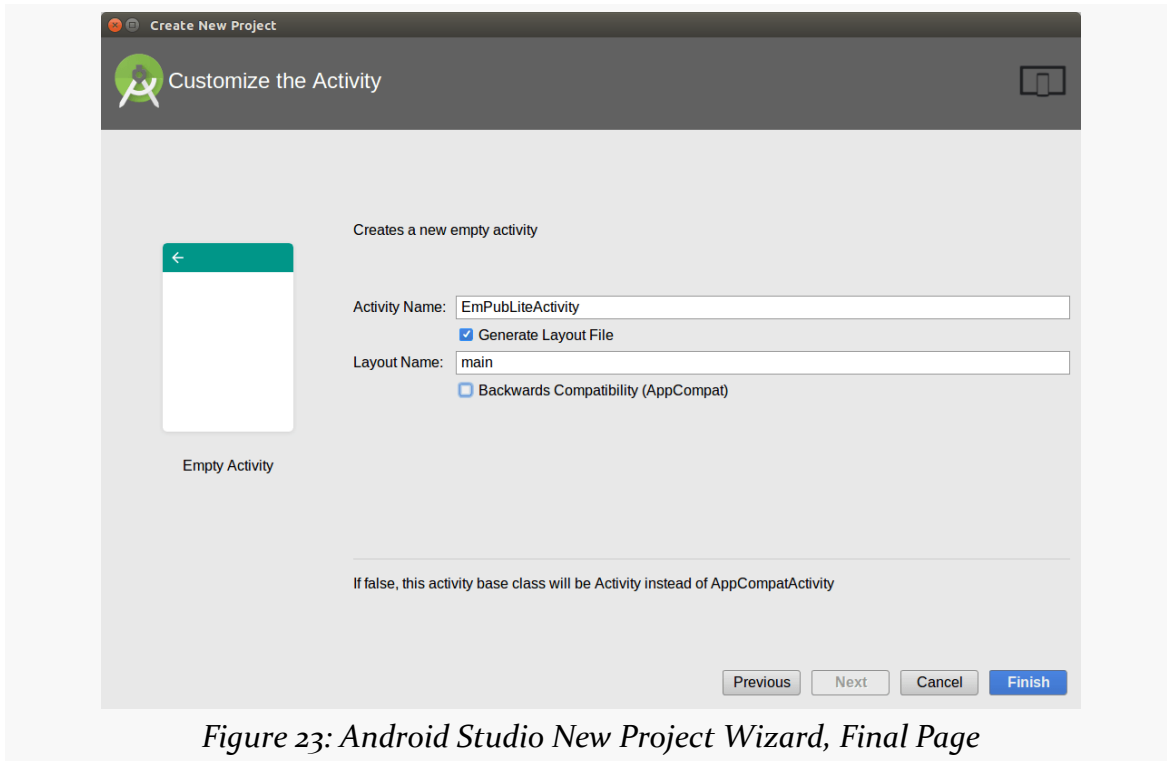 Create New Project
Customize the Activity
Creates a new empty activity
Activity Name: EmPubLiteActivity
Generate Layout File
Layout Name: main
Backwards Compatibility (AppCompat)
Empty Activity
If false, this activity base class will be Activity instead of AppCompatActivity
Previous Next Cancel Finish
Figure 23: Android Studio New Project Wizard, Final Page